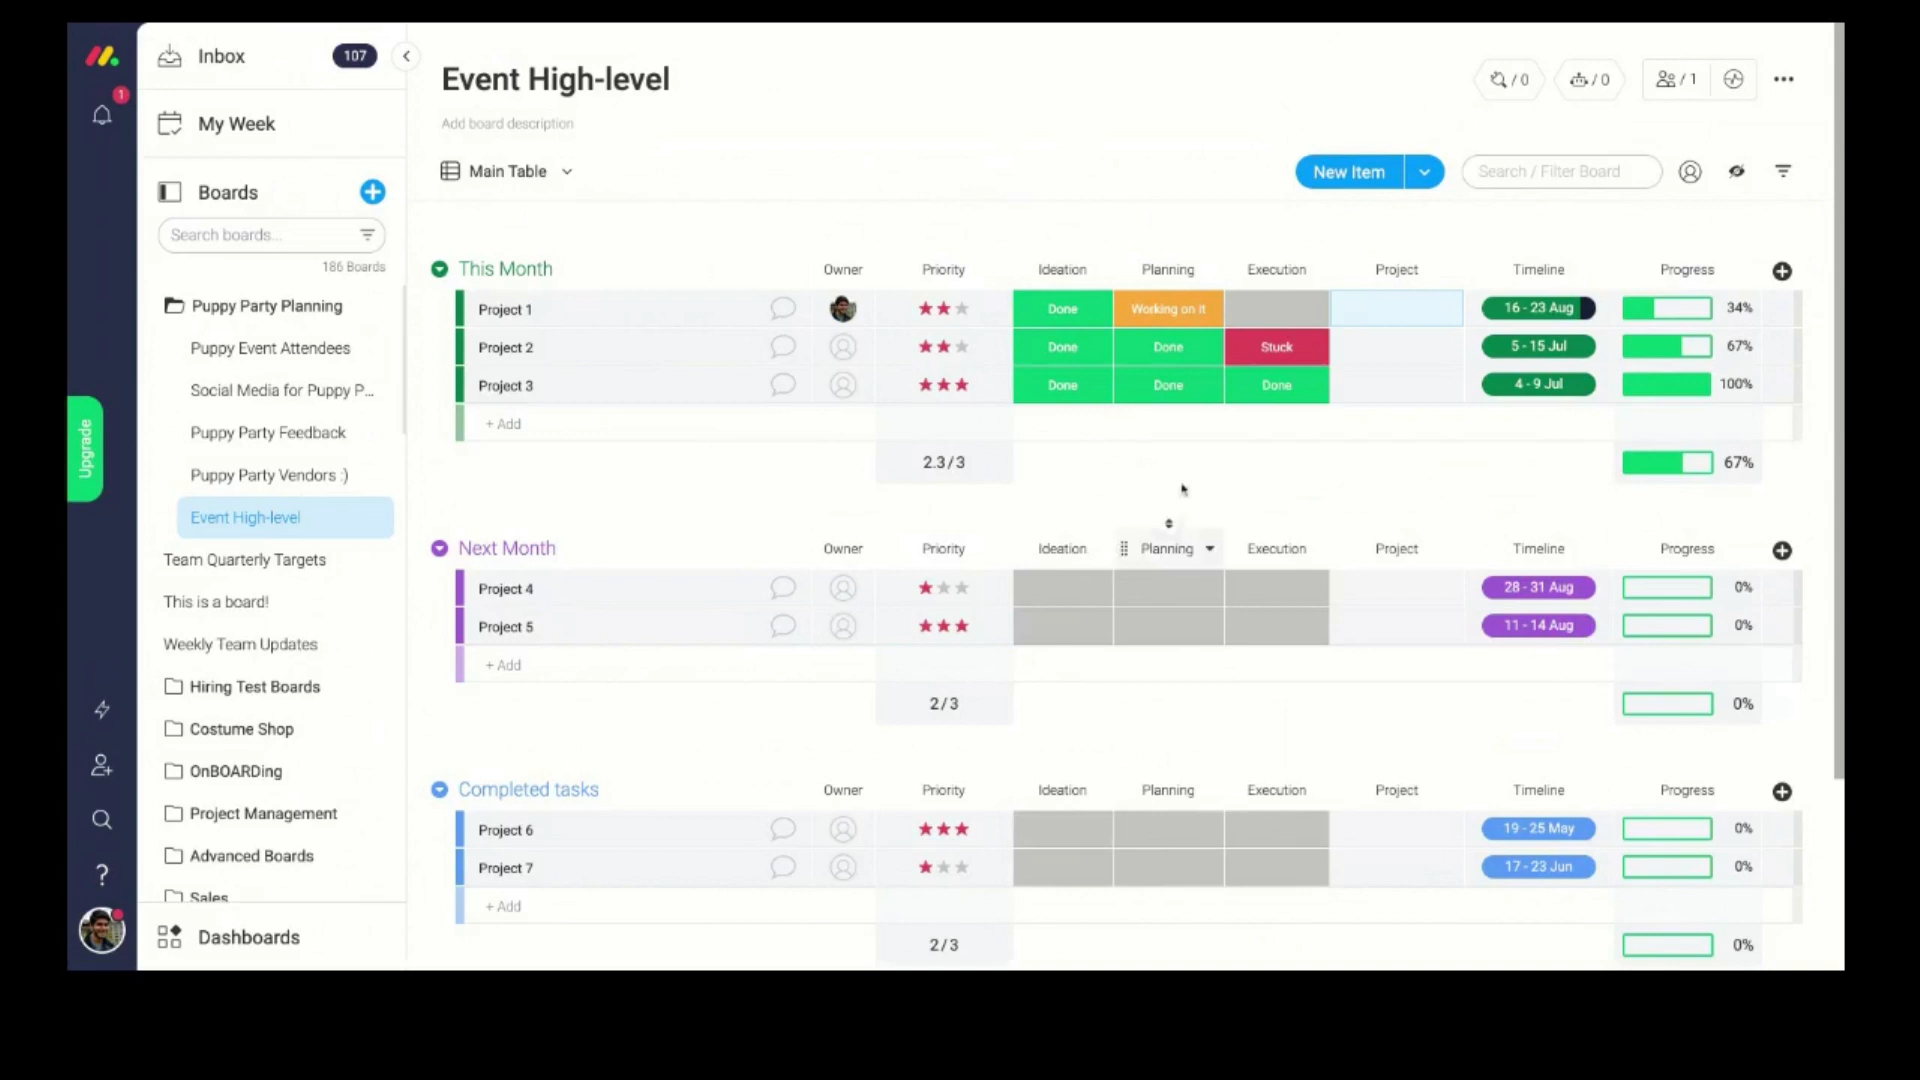 Inbox 107
My Week
1
Boards
Search boards...
186 Boards
Puppy Party Planning
Puppy Event Attendees
Social Media for Puppy P...
Puppy Party Feedback
Puppy Party Vendors :)
Event High-level
Team Quarterly Targets
This is a board!
Weekly Team Updates
Hiring Test Boards
Costume Shop
OnBOARDing
Project Management
Advanced Boards
Sales
Dashboards
Upgrade
?
Event High-level
/ 0 / 0 / 1
Add board description
Main Table New Item Search / Filter Board
This Month Owner Priority Ideation Planning Execution Project Timeline Progress
Project 1 Done Working on it 16 - 23 Aug 34%
Project 2 Done Done Stuck 5 - 15 Jul 67%
Project 3 Done Done Done 4 - 9 Jul 100%
+ Add
2.3 / 3 67%
Next Month Owner Priority Ideation Planning Execution Project Timeline Progress
Project 4 28 - 31 Aug 0%
Project 5 11 - 14 Aug 0%
+ Add
2 / 3 0%
Completed tasks Owner Priority Ideation Planning Execution Project Timeline Progress
Project 6 19 - 25 May 0%
Project 7 17 - 23 Jun 0%
+ Add
2 / 3 0%